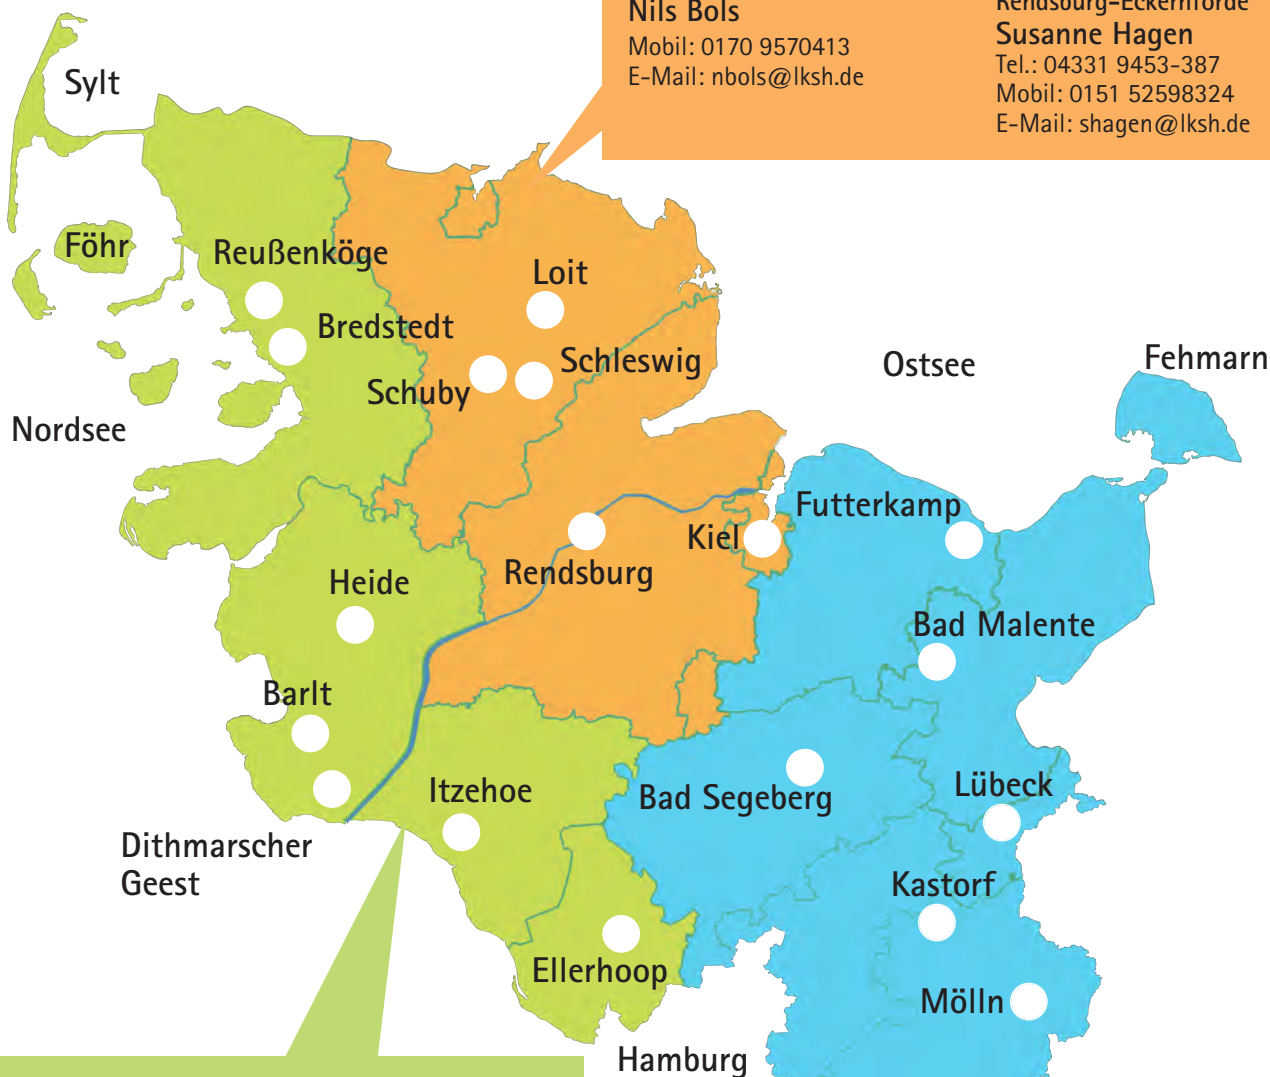 Nils Bols
Mobil: 0170 9570413
E-Mail: nbols@lksh.de
Rendsburg-Eckernförde
Susanne Hagen
Tel.: 04331 9453-387
Mobil: 0151 52598324
E-Mail: shagen@lksh.de
Sylt
Föhr
Reußenköge
Loit
Bredstedt
Schleswig
Ostsee
Fehmarn
Schuby
Nordsee
Futterkamp
Kiel
Rendsburg
Heide
Bad Malente
Barlt
Itzehoe
Bad Segeberg
Lübeck
Dithmarscher
Geest
Kastorf
Ellerhoop
Mölln
Hamburg